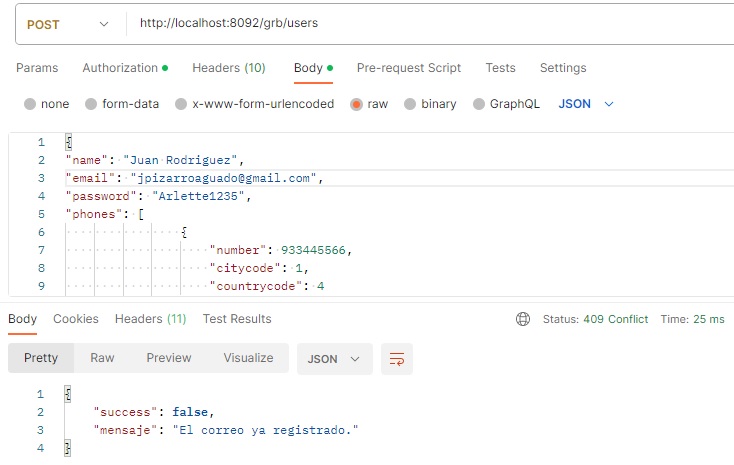 POST http://localhost:8092/grb/users
Params Authorization Headers (10) Body Pre-request Script Tests Settings
none form-data x-www-form-urlencoded raw binary GraphQL JSON
1 {
2 "name": "Juan Rodriguez",
3 "email": "jpizarroaguado@gmail.com",
4 "password": "Arlette1235",
5 "phones": [
6 {
7 "number": 933445566,
8 "citycode": 1,
9 "countrycode": 4
Body Cookies Headers (11) Test Results Status: 409 Conflict Time: 25 ms
Pretty Raw Preview Visualize JSON
1 {
2 "success": false,
3 "mensaje": "El correo ya registrado."
4 }